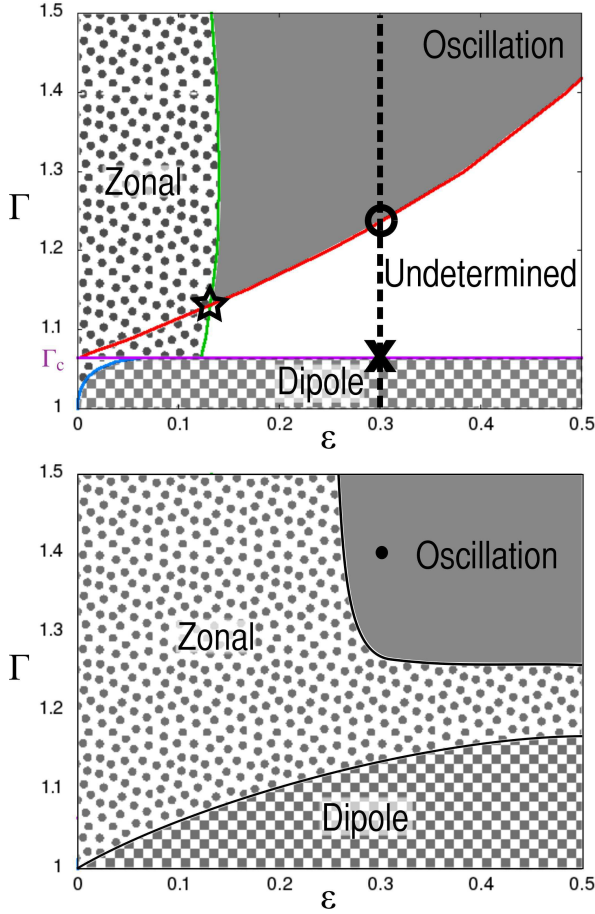 1.5
Oscillation
1.4
1.3
Zonal
Γ
1.2
Undetermined
1.1
Γc
Dipole
1
0 0.1 0.2 0.3 0.4 0.5
ε
1.5
1.4
Oscillation
1.3
Zonal
Γ
1.2
1.1
Dipole
1
0 0.1 0.2 0.3 0.4 0.5
ε